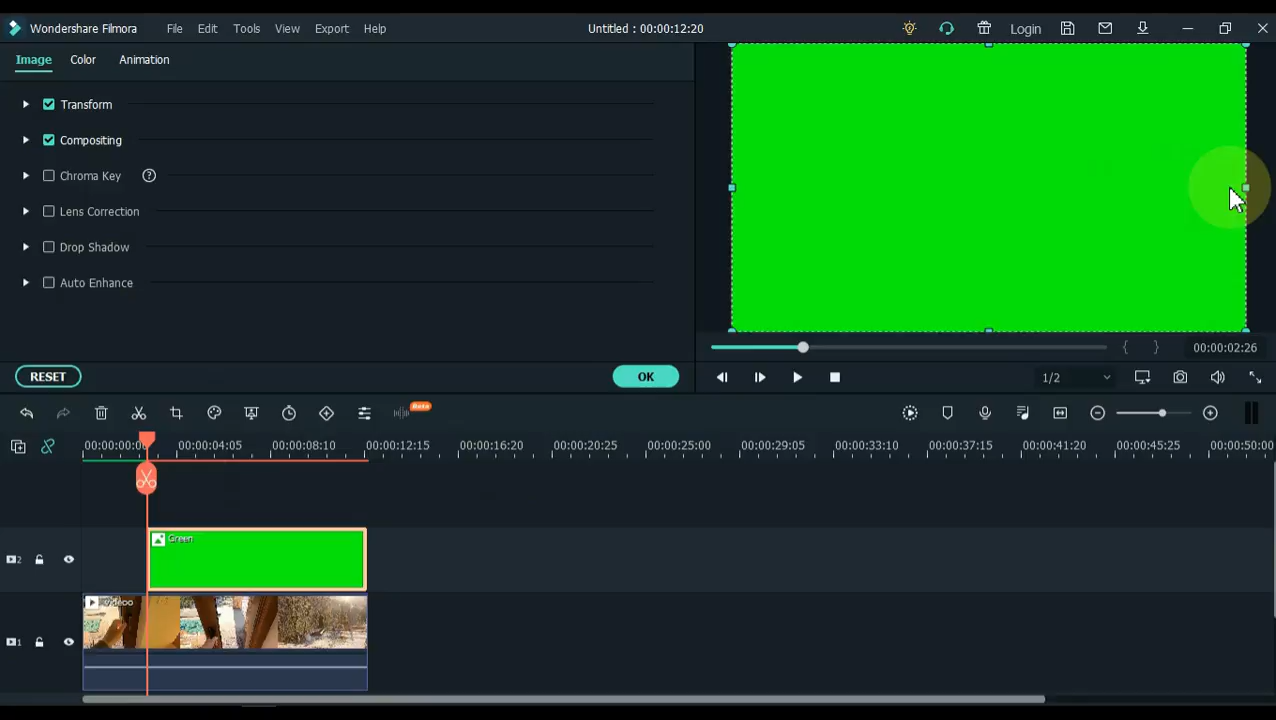 Wondershare Filmora File Edit Tools View Export Help Untitled : 00:00:12:20 Login
Image Color Animation
Transform
Compositing
Chroma Key ?
Lens Correction
Drop Shadow
Auto Enhance
RESET OK
{ } 00:00:02:26
1/2
Beta
00:00:00:0 00:00:04:05 00:00:08:10 00:00:12:15 00:00:16:20 00:00:20:25 00:00:25:00 00:00:29:05 00:00:33:10 00:00:37:15 00:00:41:20 00:00:45:25 00:00:50:00
Green
2
1